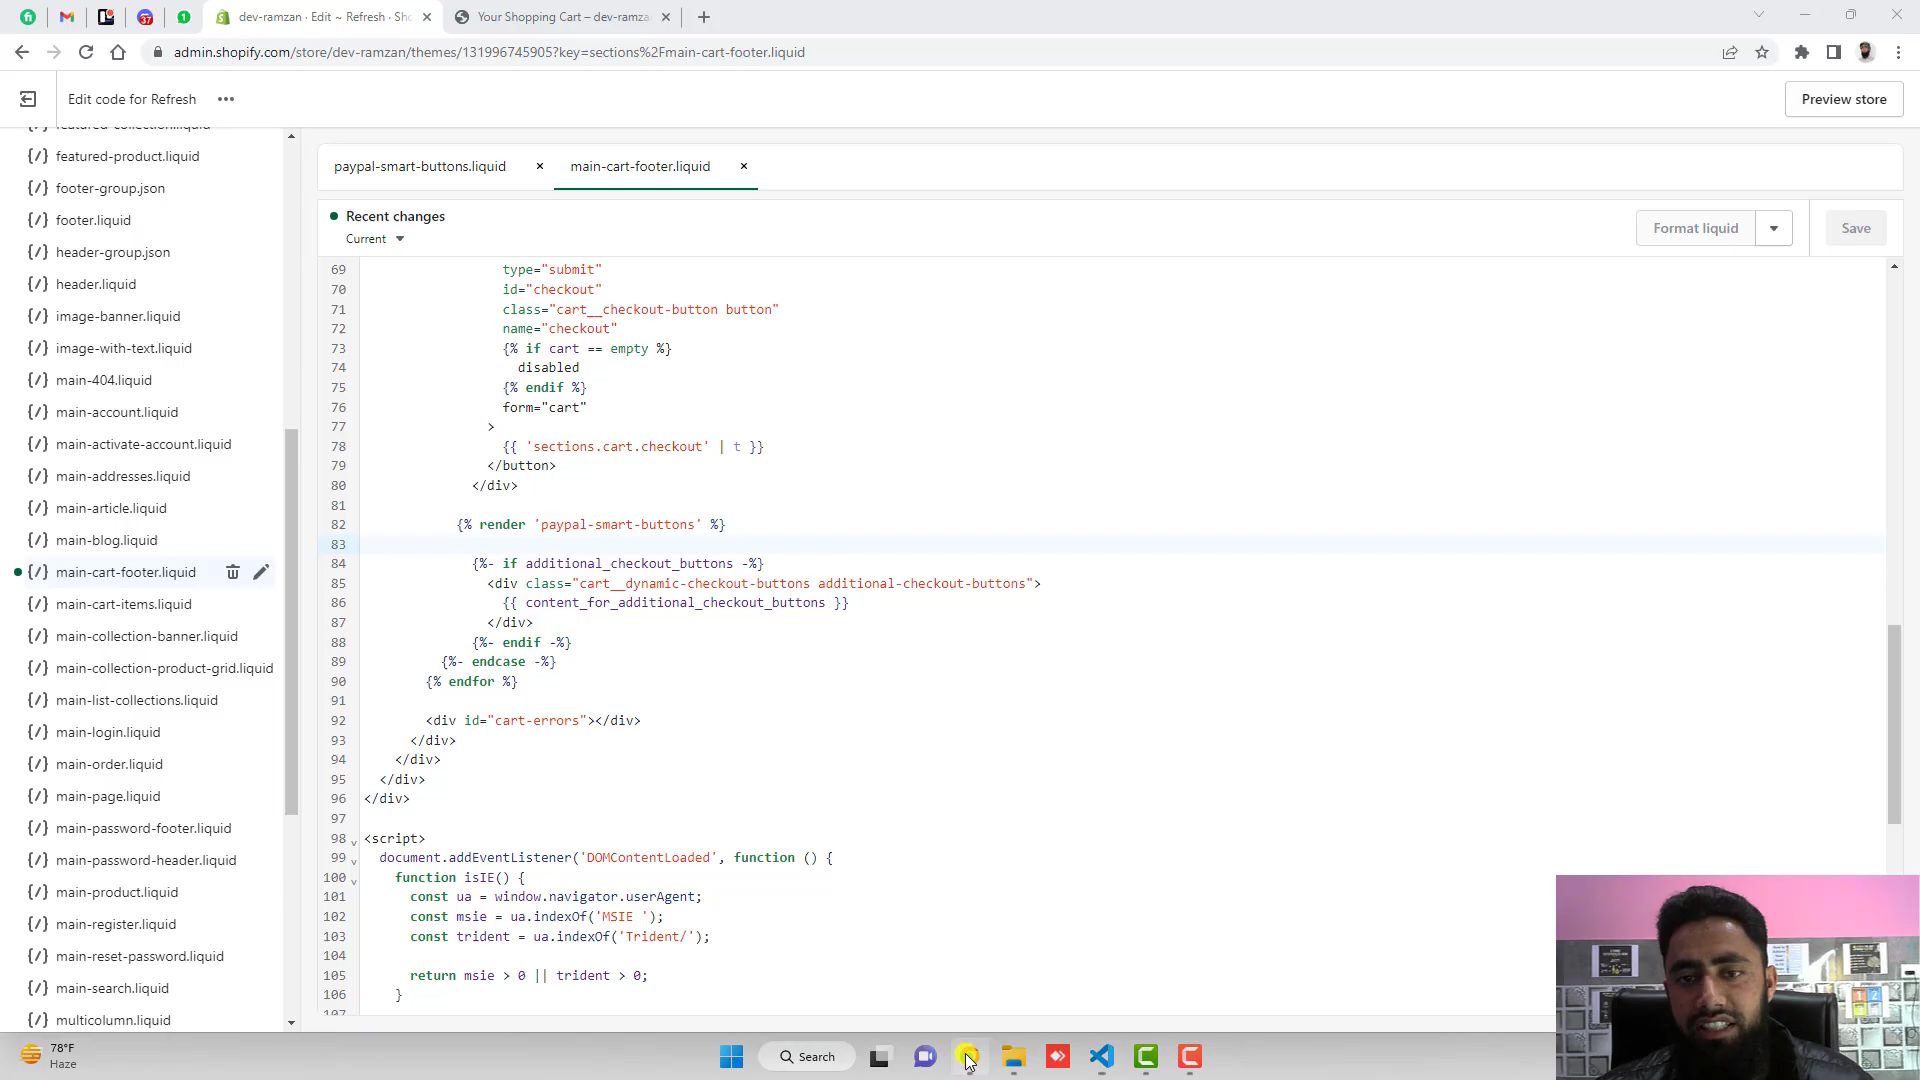 dev-ramzan · Edit ~ Refresh · Sho
Your Shopping Cart – dev-ramza
admin.shopify.com/store/dev-ramzan/themes/131996745905?key=sections%2Fmain-cart-footer.liquid
Edit code for Refresh
Preview store
featured-collection.liquid
featured-product.liquid
footer-group.json
footer.liquid
header-group.json
header.liquid
image-banner.liquid
image-with-text.liquid
main-404.liquid
main-account.liquid
main-activate-account.liquid
main-addresses.liquid
main-article.liquid
main-blog.liquid
main-cart-footer.liquid
main-cart-items.liquid
main-collection-banner.liquid
main-collection-product-grid.liquid
main-list-collections.liquid
main-login.liquid
main-order.liquid
main-page.liquid
main-password-footer.liquid
main-password-header.liquid
main-product.liquid
main-register.liquid
main-reset-password.liquid
main-search.liquid
multicolumn.liquid
paypal-smart-buttons.liquid
main-cart-footer.liquid
Recent changes
Current
Format liquid
Save
69 type="submit"
70 id="checkout"
71 class="cart__checkout-button button"
72 name="checkout"
73 {% if cart == empty %}
74 disabled
75 {% endif %}
76 form="cart"
77 >
78 {{ 'sections.cart.checkout' | t }}
79 </button>
80 </div>
81
82 {% render 'paypal-smart-buttons' %}
83
84 {%- if additional_checkout_buttons -%}
85 <div class="cart__dynamic-checkout-buttons additional-checkout-buttons">
86 {{ content_for_additional_checkout_buttons }}
87 </div>
88 {%- endif -%}
89 {%- endcase -%}
90 {% endfor %}
91
92 <div id="cart-errors"></div>
93 </div>
94 </div>
95 </div>
96 </div>
97
98 <script>
99 document.addEventListener('DOMContentLoaded', function () {
100 function isIE() {
101 const ua = window.navigator.userAgent;
102 const msie = ua.indexOf('MSIE ');
103 const trident = ua.indexOf('Trident/');
104
105 return msie > 0 || trident > 0;
106 }
107
78°F
Haze
Search